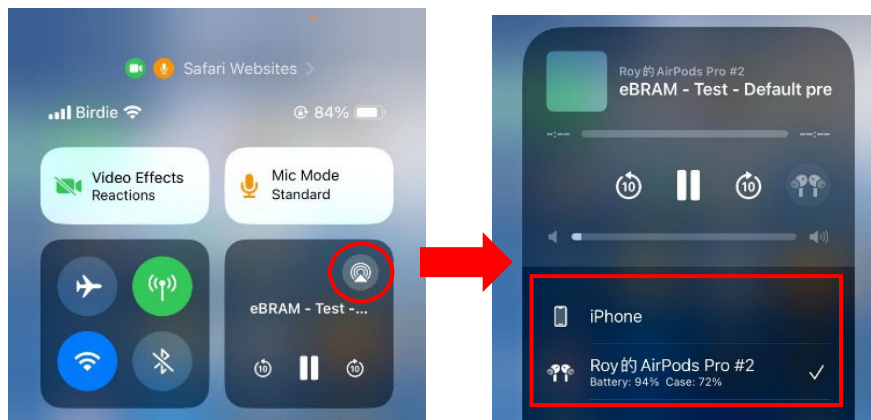 Safari Websites >
Birdie
84%
Video Effects
Reactions
Mic Mode
Standard
eBRAM - Test -...
10
10
Roy的 AirPods Pro #2
eBRAM - Test - Default pre
--:--
--:--
10
10
iPhone
Roy的 AirPods Pro #2
Battery: 94% Case: 72%